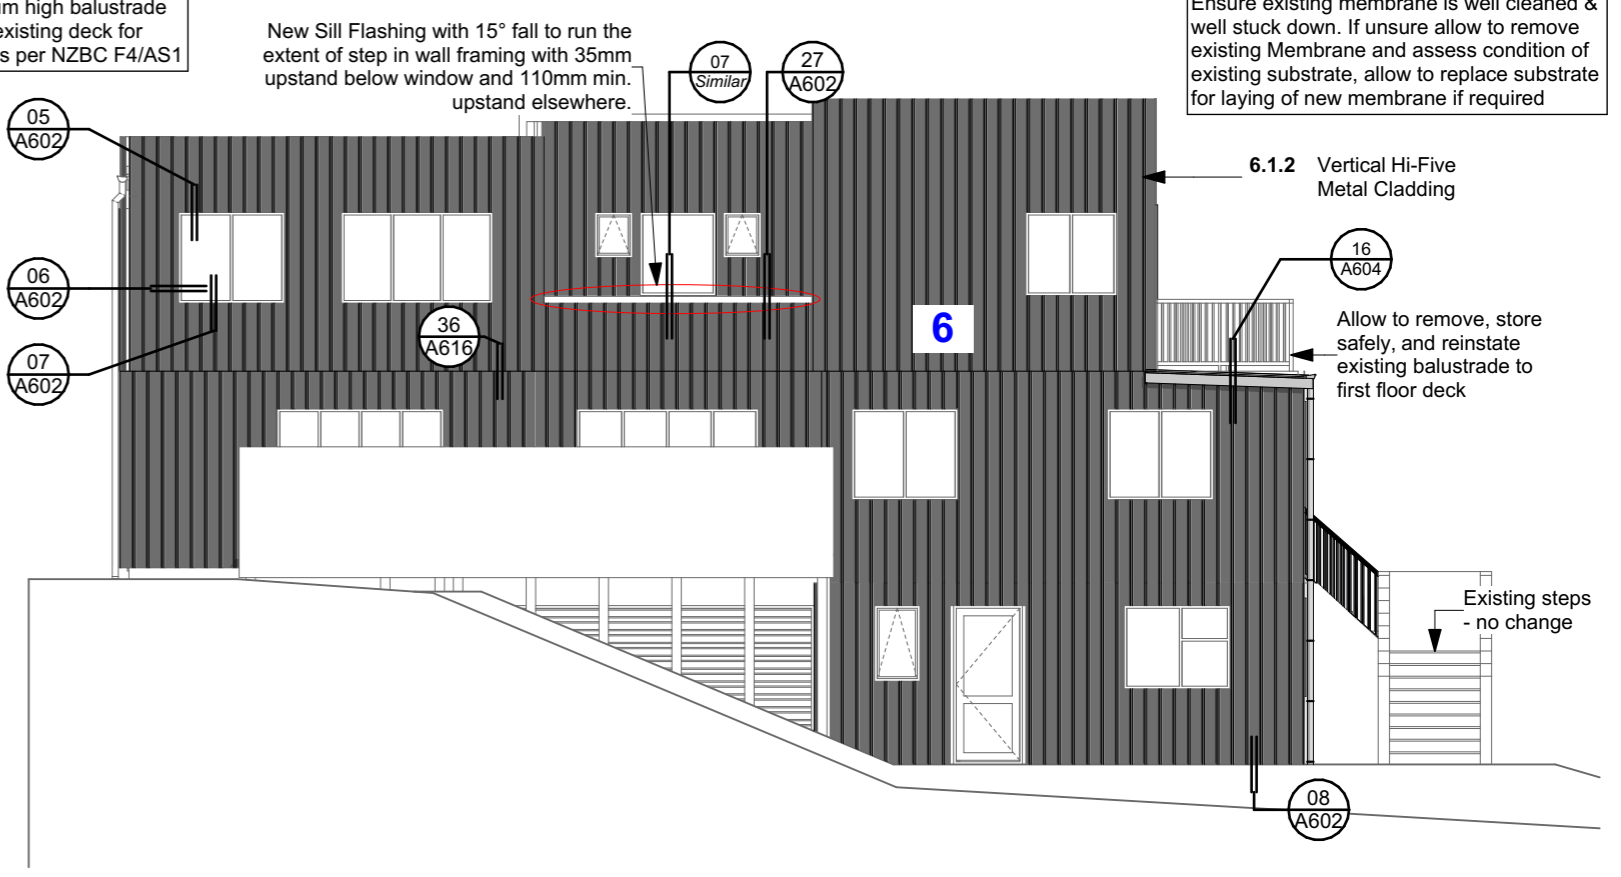 um high balustrade
existing deck for
s per NZBC F4/AS1
New Sill Flashing with 15° fall to run the
extent of step in wall framing with 35mm
upstand below window and 110mm min.
upstand elsewhere.
07
Similar
27
A602
Ensure existing membrane is well cleaned &
well stuck down. If unsure allow to remove
existing Membrane and assess condition of
existing substrate, allow to replace substrate
for laying of new membrane if required
05
A602
6.1.2 Vertical Hi-Five
Metal Cladding
06
A602
16
A604
36
A616
6
Allow to remove, store
safely, and reinstate
existing balustrade to
first floor deck
07
A602
Existing steps
- no change
08
A602